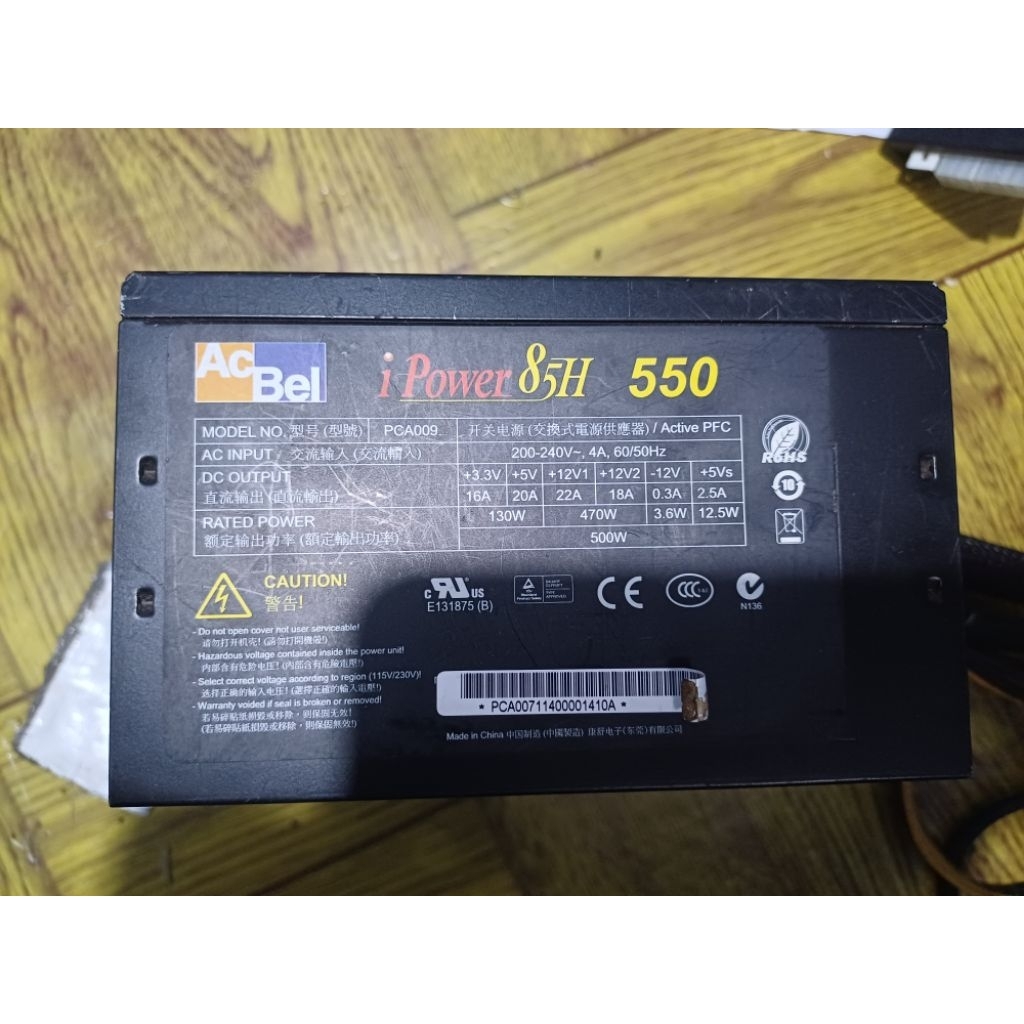 AcBel
i Power 85H 550
MODEL NO. 型号 (型號) PCA009 开关电源 (交換式電源供應器) / Active PFC
AC INPUT / 交流输入 (交流輸入) 200-240V~, 4A, 60/50Hz
DC OUTPUT +3.3V +5V +12V1 +12V2 -12V +5Vs
直流输出 (直流輸出) 16A 20A 22A 18A 0.3A 2.5A
RATED POWER 130W 470W 3.6W 12.5W
额定输出功率 (額定輸出功率) 500W
RoHS
10
CAUTION!
警告!
- Do not open cover not user serviceable!
请勿打开机壳! (請勿打開機殼!)
- Hazardous voltage contained inside the power unit!
内部含有危险电压! (內部含有危險電壓!)
- Select correct voltage according to region (115V/230V)!
选择正确的输入电压! (選擇正確的輸入電壓!)
- Warranty voided if seal is broken or removed!
若易碎贴纸损毁或移除，则保固无效!
(若易碎貼紙損毀或移除，則保固無效!)
c RU US
E131875 (B)
CE
CCC
N136
* PCA00711400001410A *
Made in China 中国制造 (中國製造) 康舒电子(东莞)有限公司